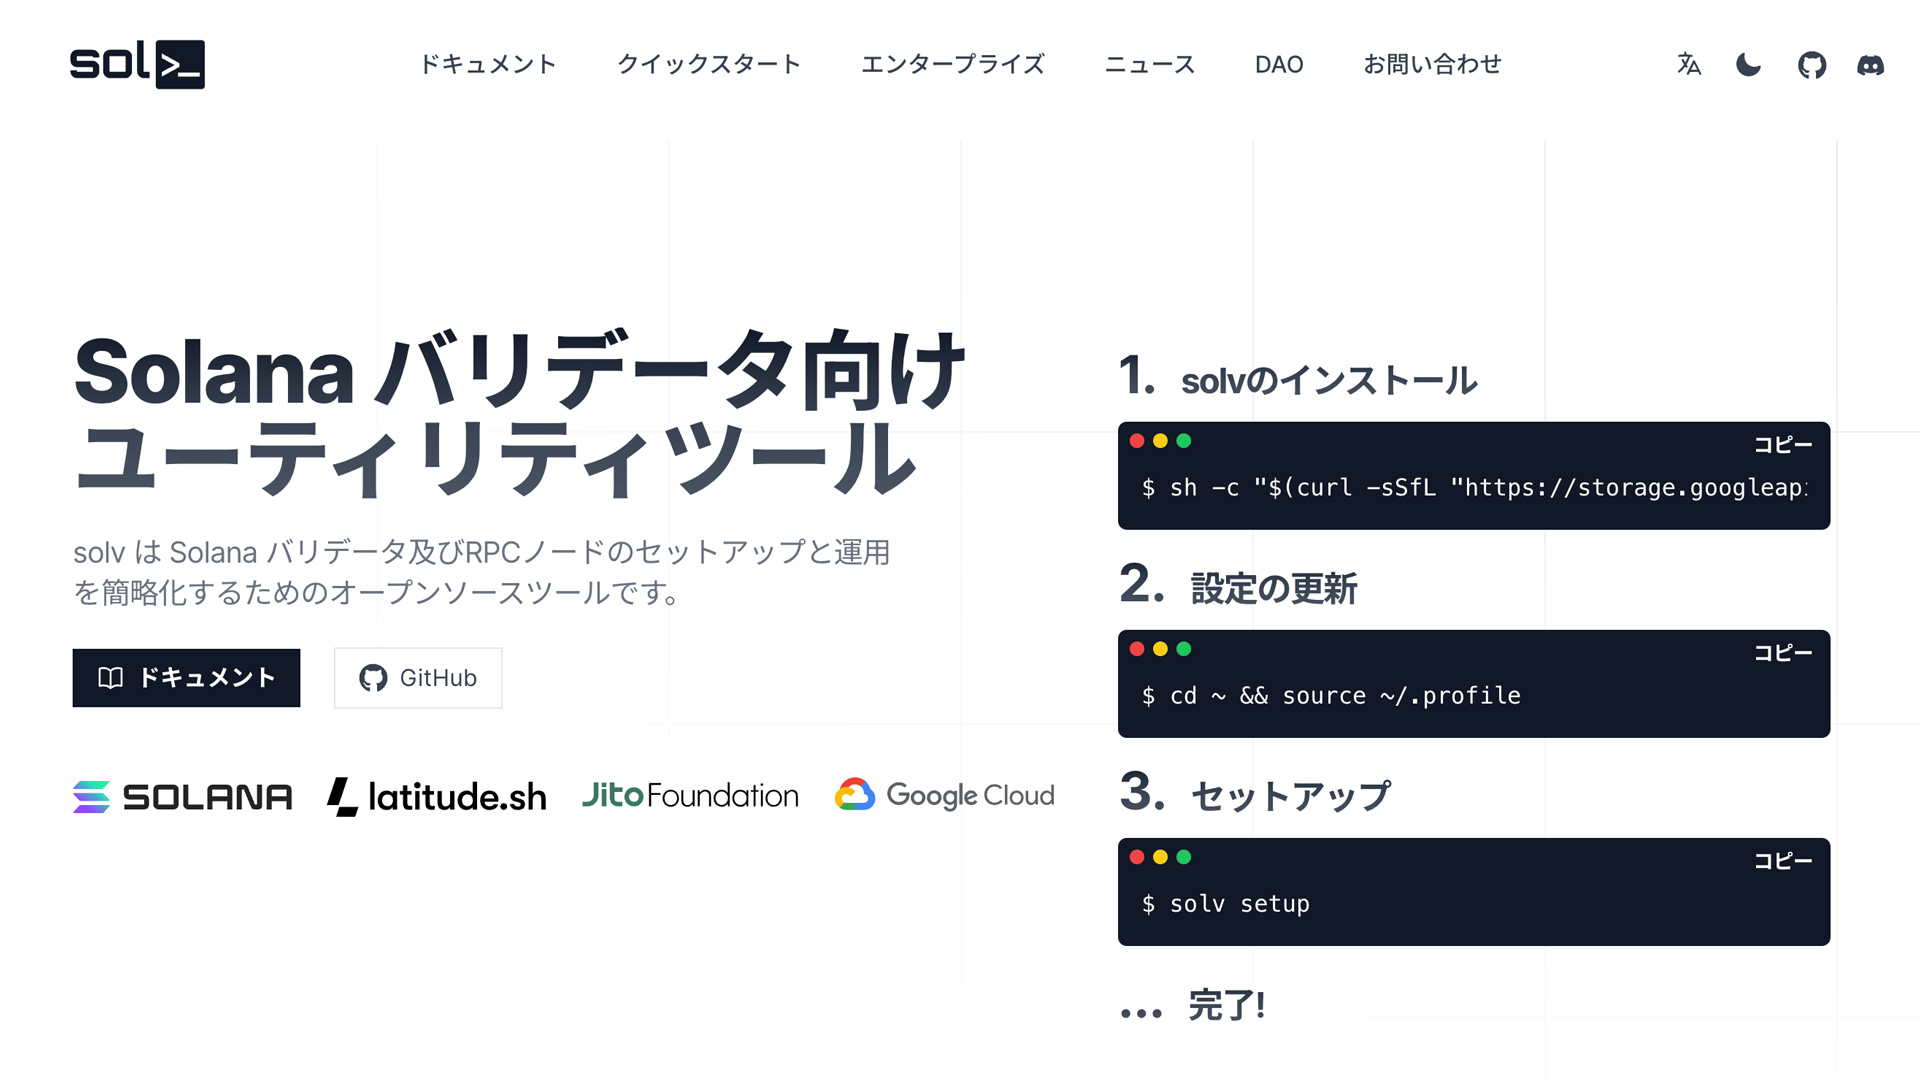 sol>_
ドキュメント
クイックスタート
エンタープライズ
ニュース
DAO
お問い合わせ
Solana バリデータ向け
ユーティリティツール
solv は Solana バリデータ及びRPCノードのセットアップと運用
を簡略化するためのオープンソースツールです。
ドキュメント
GitHub
SOLANA
latitude.sh
JitoFoundation
Google Cloud
1. solvのインストール
コピー
$ sh -c "$(curl -sSfL "https://storage.googleap
2. 設定の更新
コピー
$ cd ~ && source ~/.profile
3. セットアップ
コピー
$ solv setup
... 完了!